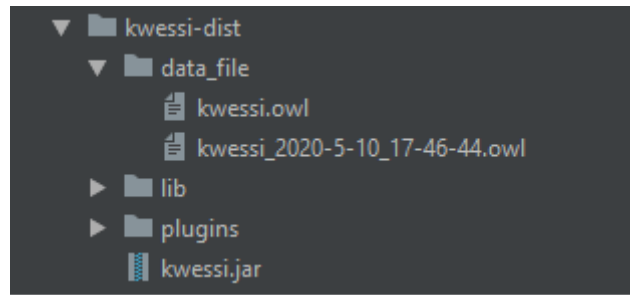 kwessi-dist
data_file
kwessi.owl
kwessi_2020-5-10_17-46-44.owl
lib
plugins
kwessi.jar